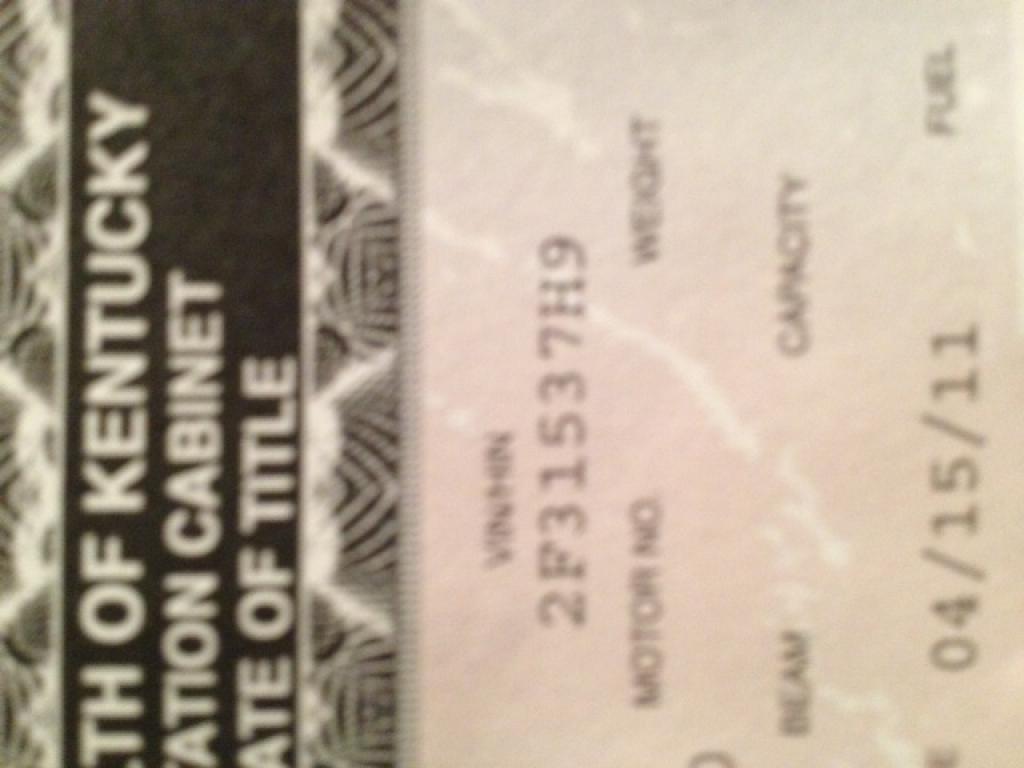 TH OF KENTUCKY
ATION CABINET
ATE OF TITLE
VIN/HIN
2F315537H9
MOTOR NO. WEIGHT
BEAM CAPACITY
04/15/11 FUEL